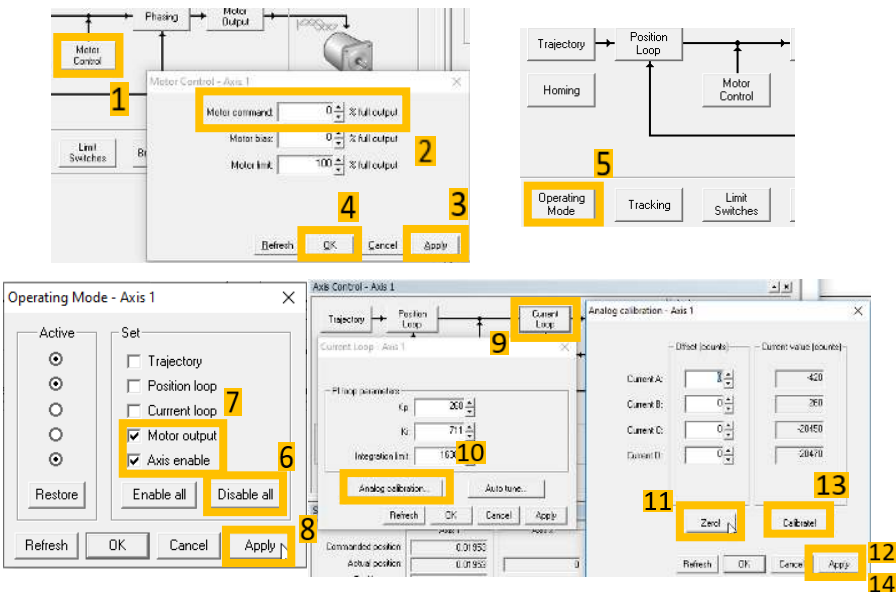 Phasing
Motor
Output
Motor
Control
1
Motor Control - Axis 1
Motor command: 0 % full output
Motor bias: 0 % full output
2
Motor limit: 100 % full output
Limit
Switches
4
3
Refresh OK Cancel Apply
Trajectory
Position
Loop
Homing
Motor
Control
5
Operating
Mode
Tracking
Limit
Switches
Operating Mode - Axis 1
Active
Set
Trajectory
Position loop
Currrent loop
7
Motor output
Axis enable
6
Restore
Enable all
Disable all
8
Refresh OK Cancel Apply
Axis Control - Axis 1
Trajectory
Position
Loop
Current
Loop
9
Current Loop - Axis 1
PI loop parameters
Kp: 268
Ki: 711
Integration limit:
10
Analog calibration...
Auto tune...
Refresh OK Cancel Apply
Commanded position: 0.01953
Actual position: 0.01953 0
Analog calibration - Axis 1
Offset (counts)
Current value (counts)
Current A: -420
Current B: 0 260
Current C: 0 -20450
Current D: 0 -20470
11
13
Zero!
Calibrate!
Refresh OK Cancel Apply
12
14